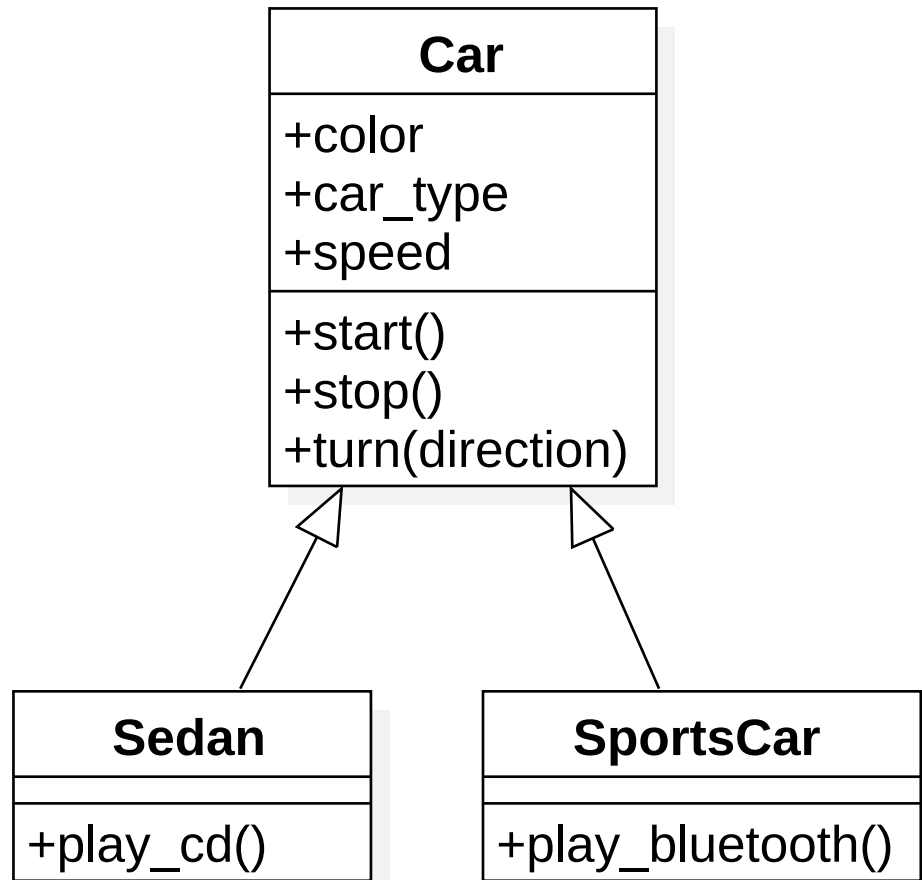 Car
+color
+car_type
+speed
+start()
+stop()
+turn(direction)
Sedan
+play_cd()
SportsCar
+play_bluetooth()